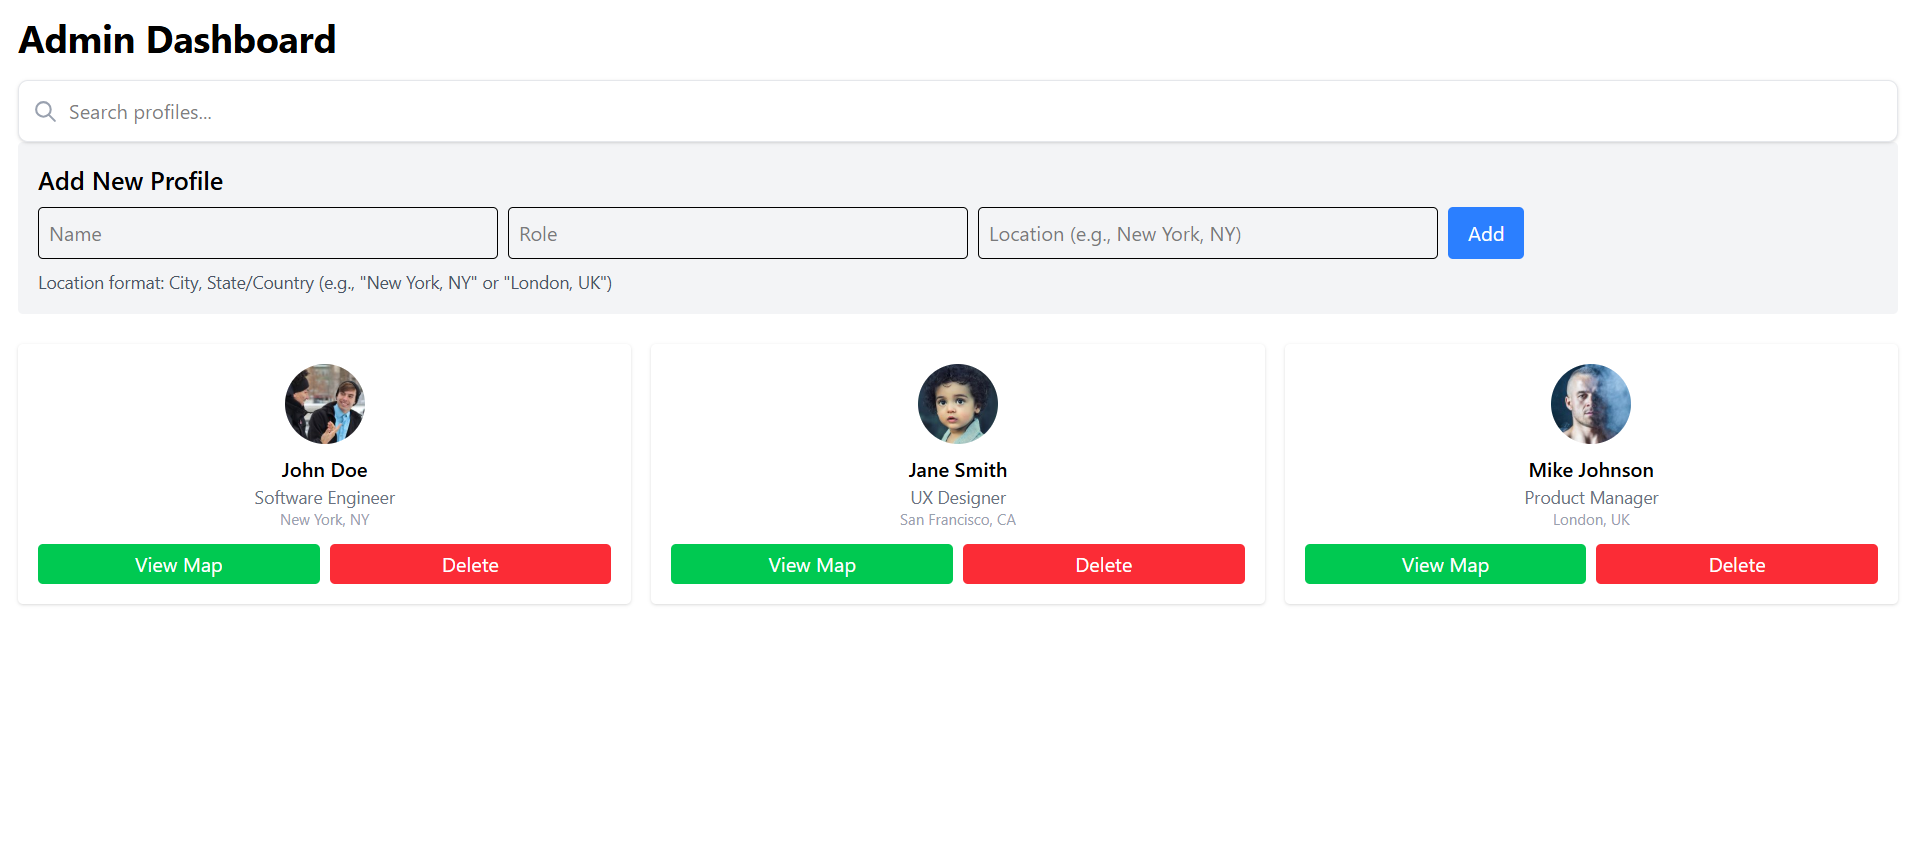 Admin Dashboard
Search profiles...
Add New Profile
Name
Role
Location (e.g., New York, NY)
Add
Location format: City, State/Country (e.g., "New York, NY" or "London, UK")
John Doe
Software Engineer
New York, NY
View Map
Delete
Jane Smith
UX Designer
San Francisco, CA
View Map
Delete
Mike Johnson
Product Manager
London, UK
View Map
Delete